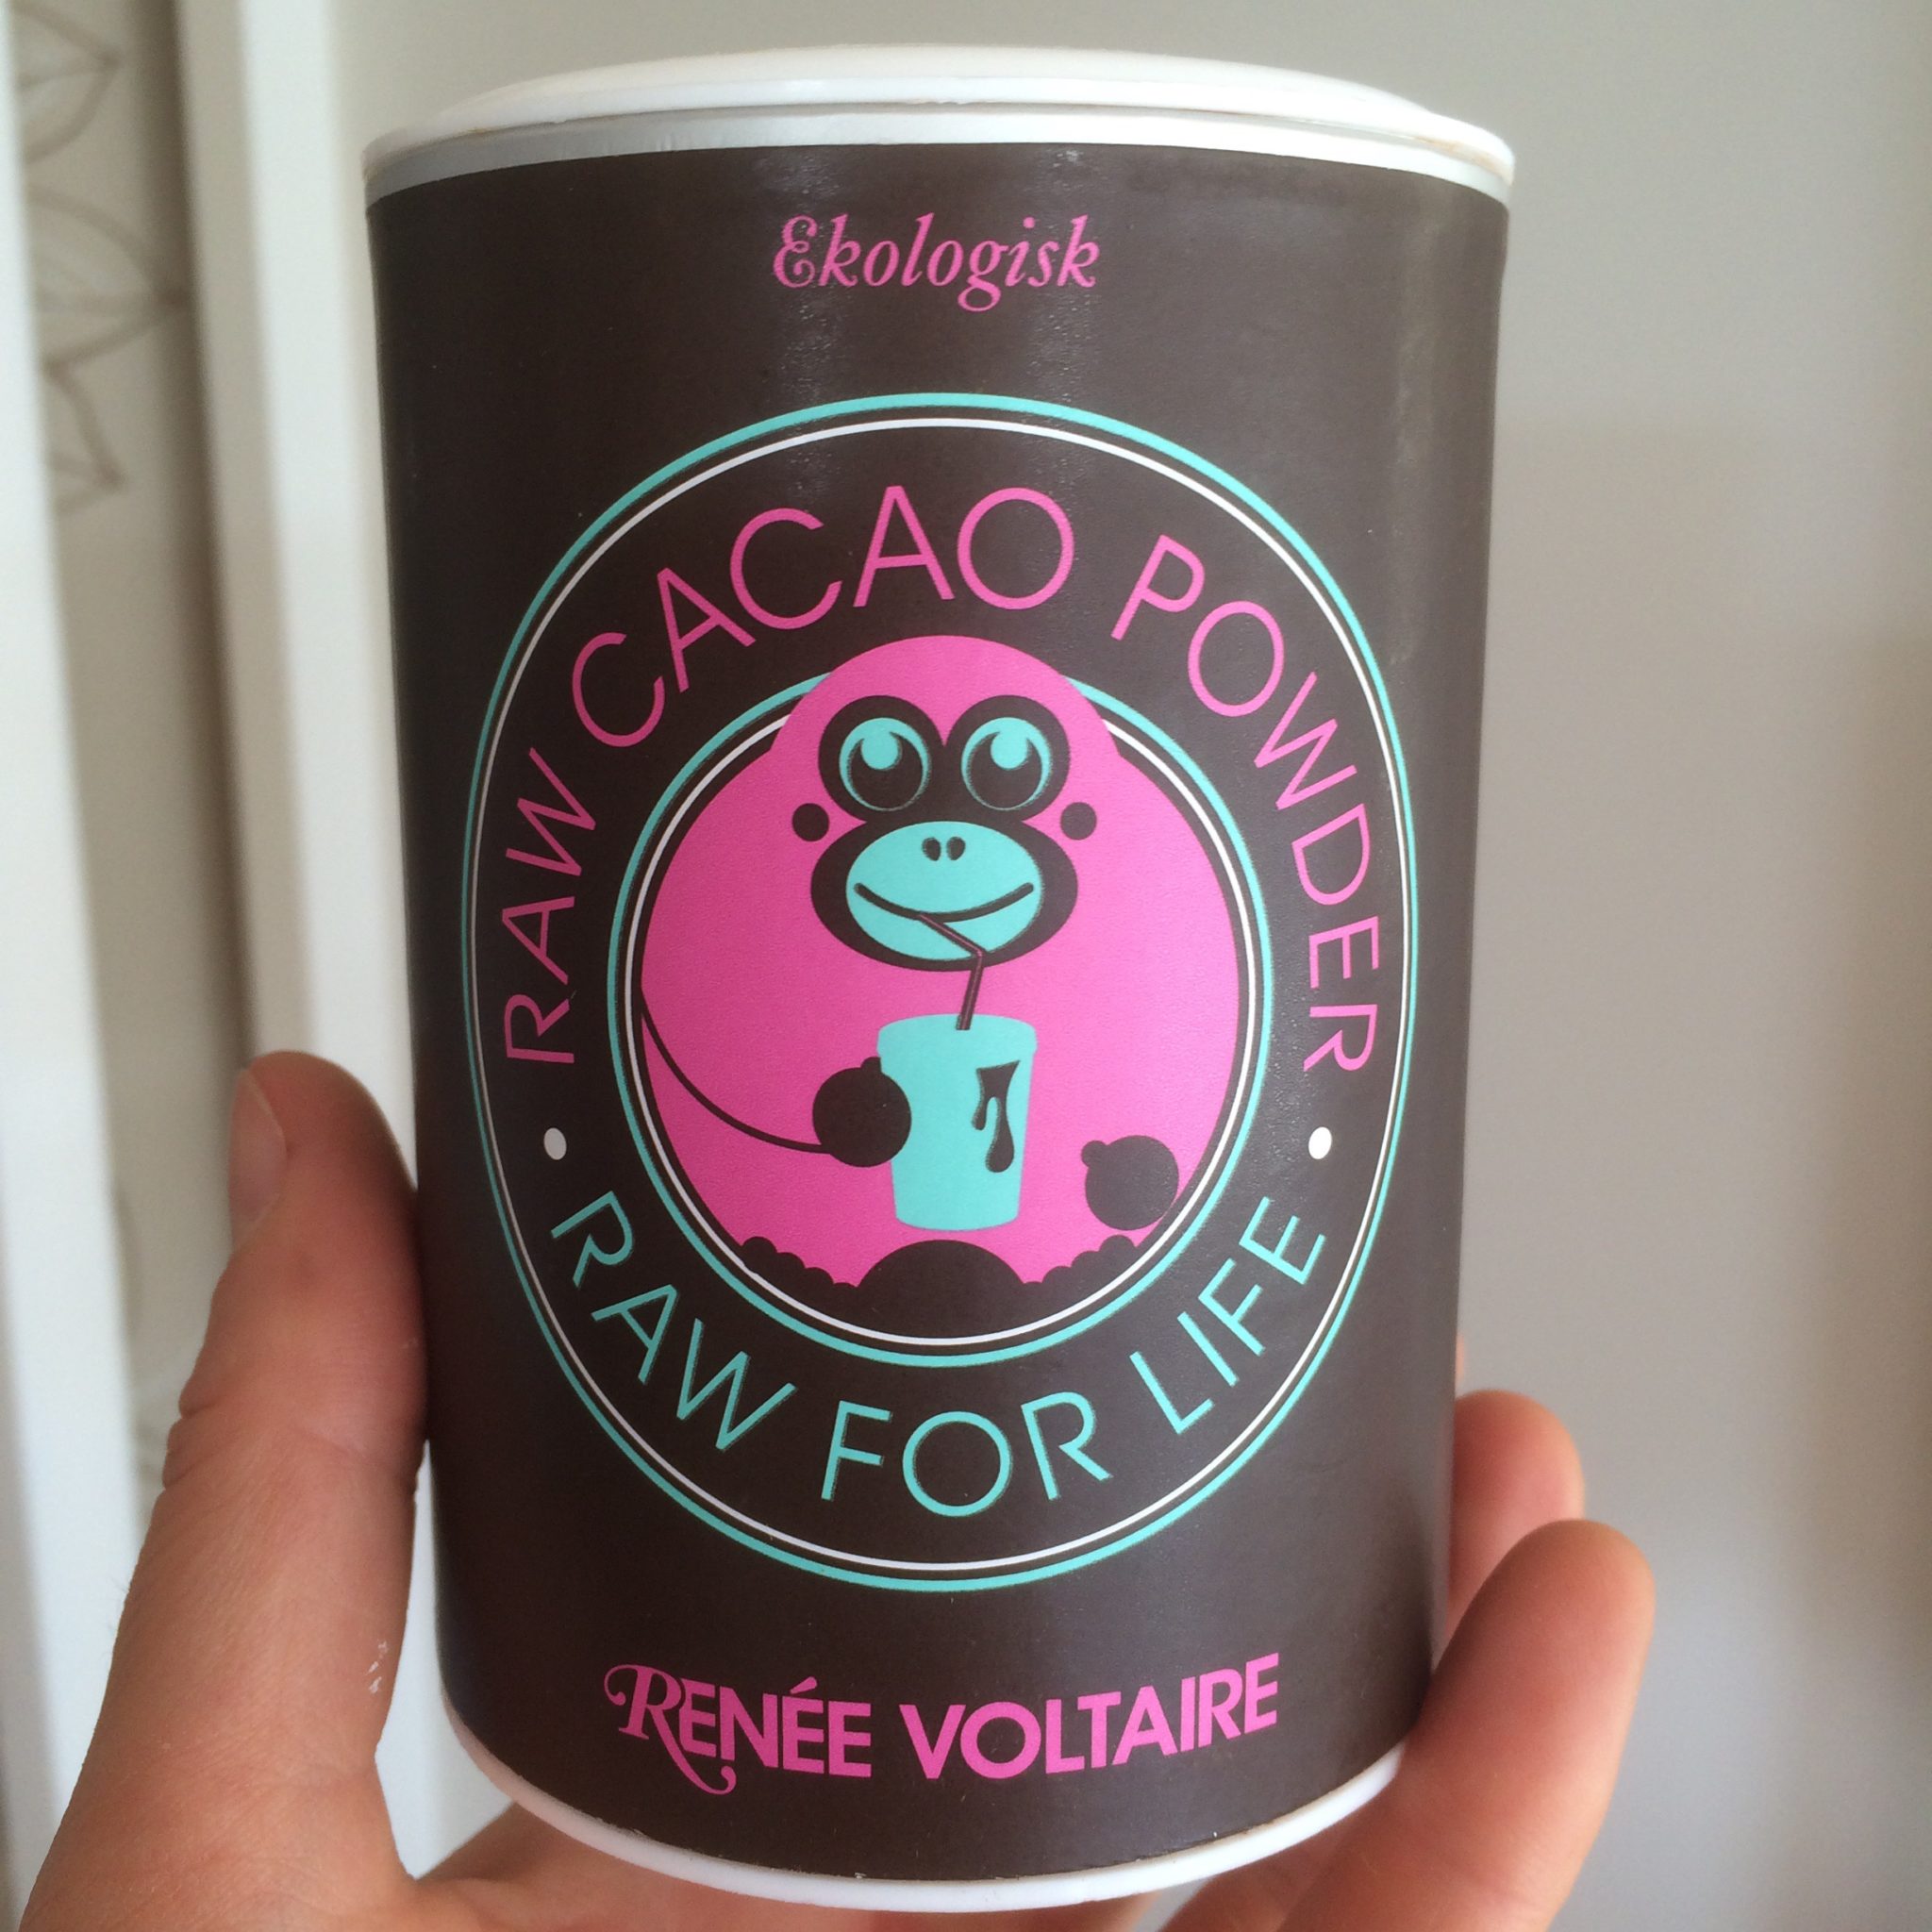 Ekologisk
RAW CACAO POWDER
• RAW FOR LIFE •
RENÉE VOLTAIRE